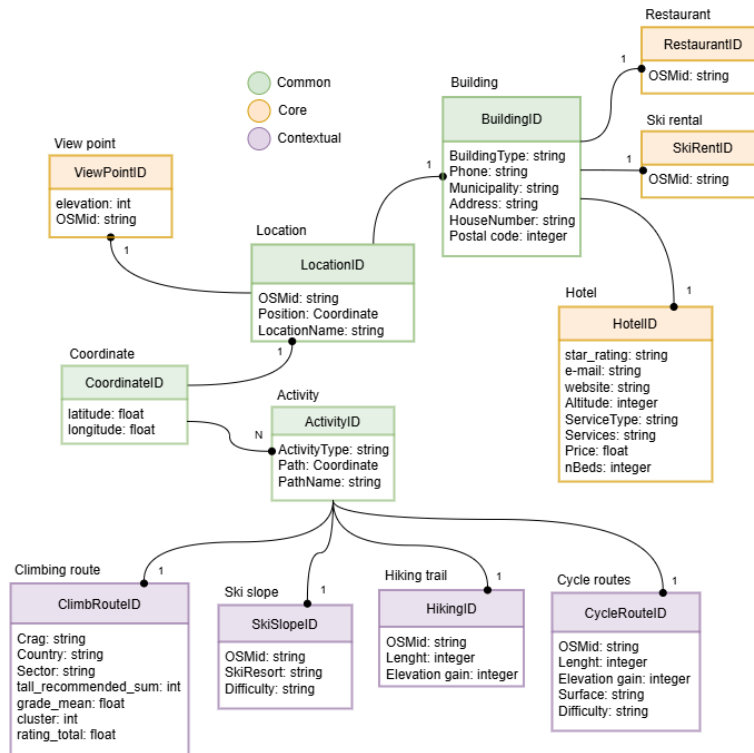 Restaurant
RestaurantID
OSMid: string
1
Common
Core
Contextual
Building
BuildingID
BuildingType: string
Phone: string
Municipality: string
Address: string
HouseNumber: string
Postal code: integer
1
Ski rental
SkiRentID
OSMid: string
1
View point
ViewPointID
elevation: int
OSMid: string
1
Location
LocationID
OSMid: string
Position: Coordinate
LocationName: string
1
Hotel
HotelID
star_rating: string
e-mail: string
website: string
Altitude: integer
ServiceType: string
Services: string
Price: float
nBeds: integer
1
Coordinate
CoordinateID
latitude: float
longitude: float
N
Activity
ActivityID
ActivityType: string
Path: Coordinate
PathName: string
Climbing route
1
ClimbRouteID
Crag: string
Country: string
Sector: string
tall_recommended_sum: int
grade_mean: float
cluster: int
rating_total: float
Ski slope
1
SkiSlopeID
OSMid: string
SkiResort: string
Difficulty: string
Hiking trail
1
HikingID
OSMid: string
Lenght: integer
Elevation gain: integer
Cycle routes
1
CycleRouteID
OSMid: string
Lenght: integer
Elevation gain: integer
Surface: string
Difficulty: string